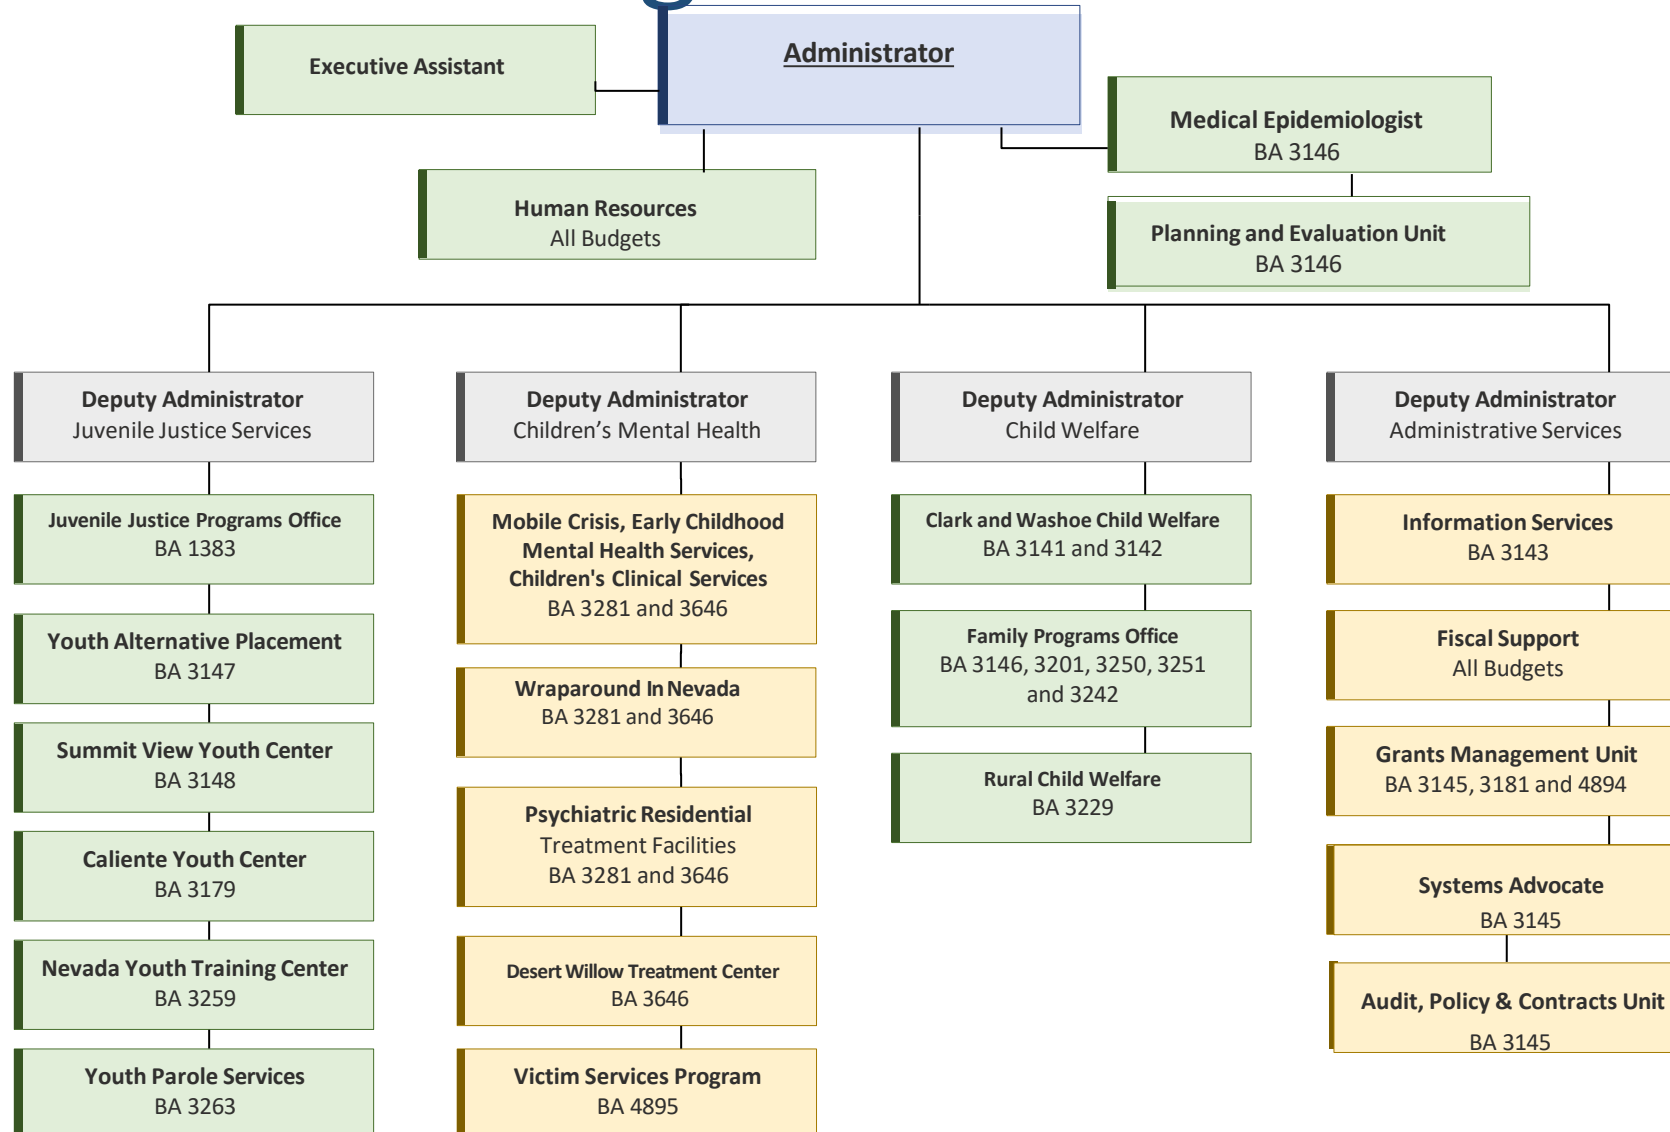 Executive Assistant
Administrator
Medical Epidemiologist
BA 3146
Human Resources
All Budgets
Planning and Evaluation Unit
BA 3146
Deputy Administrator
Juvenile Justice Services
Juvenile Justice Programs Office
BA 1383
Youth Alternative Placement
BA 3147
Summit View Youth Center
BA 3148
Caliente Youth Center
BA 3179
Nevada Youth Training Center
BA 3259
Youth Parole Services
BA 3263
Deputy Administrator
Children’s Mental Health
Mobile Crisis, Early Childhood
Mental Health Services,
Children's Clinical Services
BA 3281 and 3646
Wraparound In Nevada
BA 3281 and 3646
Psychiatric Residential
Treatment Facilities
BA 3281 and 3646
Desert Willow Treatment Center
BA 3646
Victim Services Program
BA 4895
Deputy Administrator
Child Welfare
Clark and Washoe Child Welfare
BA 3141 and 3142
Family Programs Office
BA 3146, 3201, 3250, 3251
and 3242
Rural Child Welfare
BA 3229
Deputy Administrator
Administrative Services
Information Services
BA 3143
Fiscal Support
All Budgets
Grants Management Unit
BA 3145, 3181 and 4894
Systems Advocate
BA 3145
Audit, Policy & Contracts Unit
BA 3145